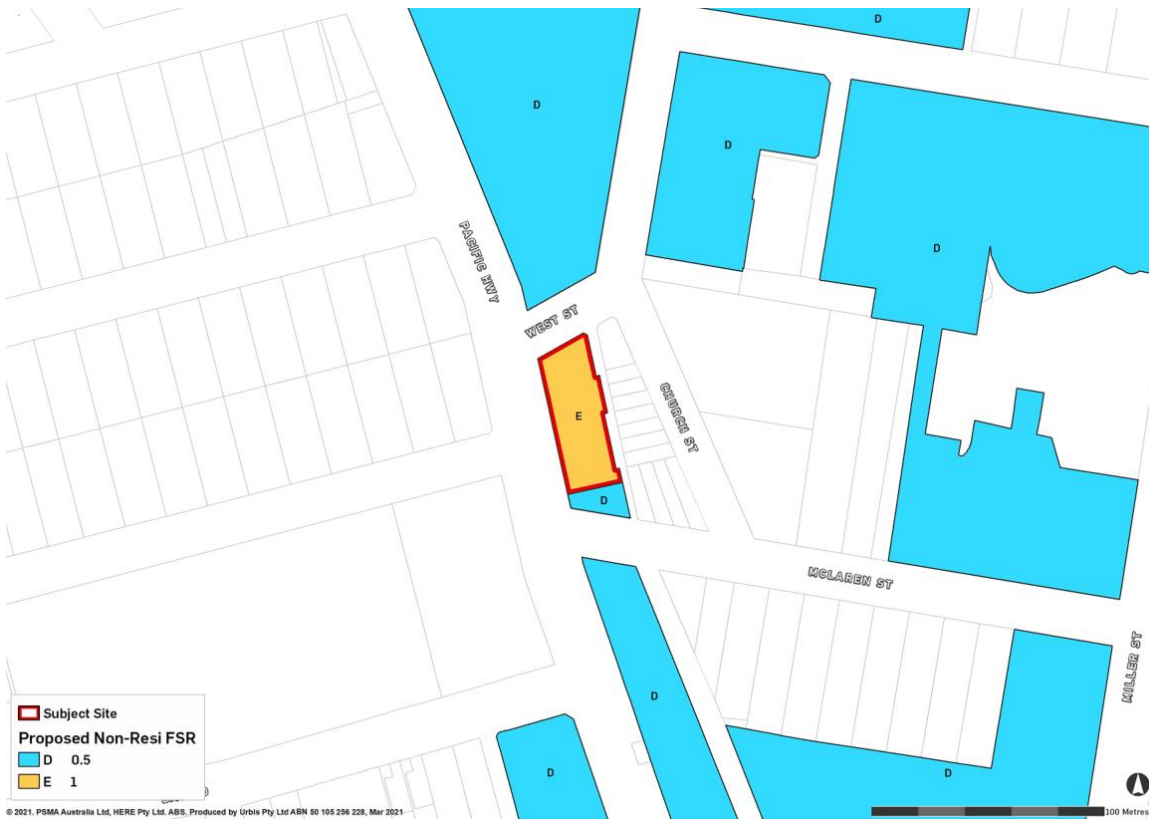 D
D
D
D
PACIFIC HWY
WEST ST
CHURCH ST
E
D
MCLAREN ST
MILLER ST
D
D
D
Subject Site
Proposed Non-Resi FSR
D 0.5
E 1
© 2021. PSMA Australia Ltd, HERE Pty Ltd. ABS. Produced by Urbis Pty Ltd ABN 50 105 256 228, Mar 2021
100 Metres